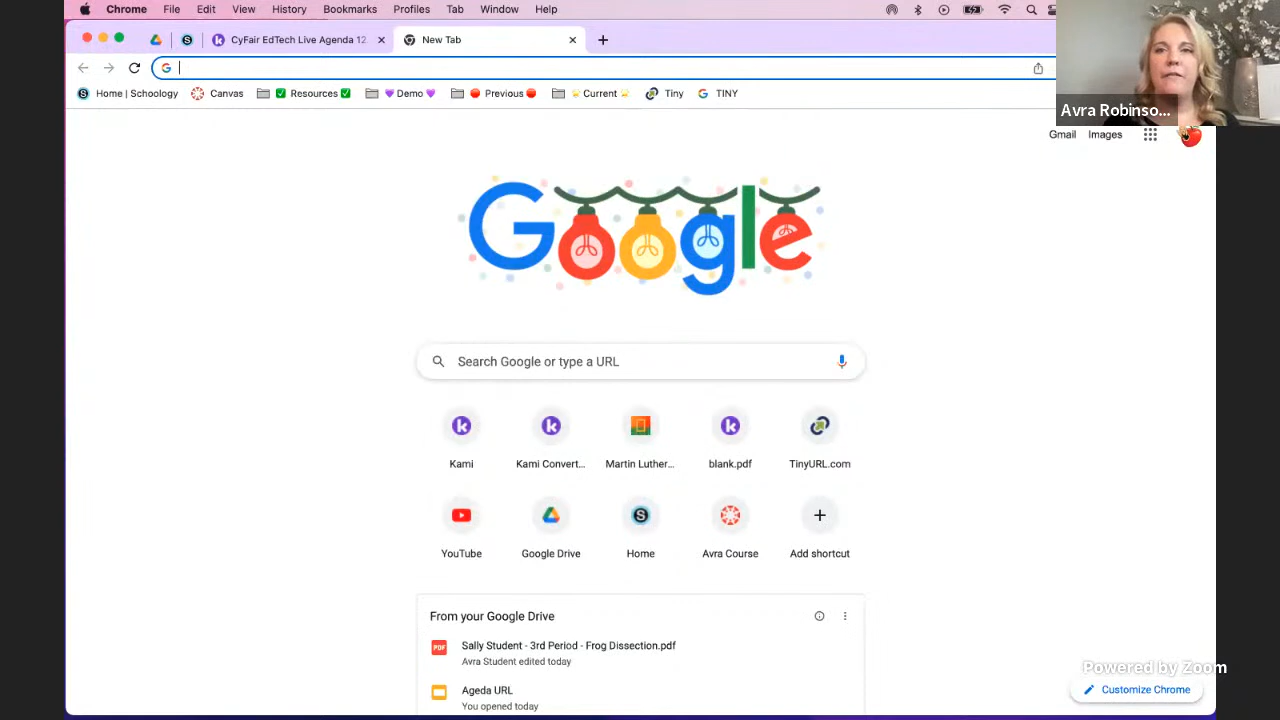 Chrome File Edit View History Bookmarks Profiles Tab Window Help
CyFair EdTech Live Agenda 12 New Tab
Home | Schoology Canvas Resources Demo Previous Current Tiny TINY
Avra Robinso...
Gmail Images
Google
Search Google or type a URL
Kami Kami Convert... Martin Luther... blank.pdf TinyURL.com
YouTube Google Drive Home Avra Course Add shortcut
From your Google Drive
PDF Sally Student - 3rd Period - Frog Dissection.pdf
Avra Student edited today
Ageda URL
You opened today
Powered by Zoom
Customize Chrome